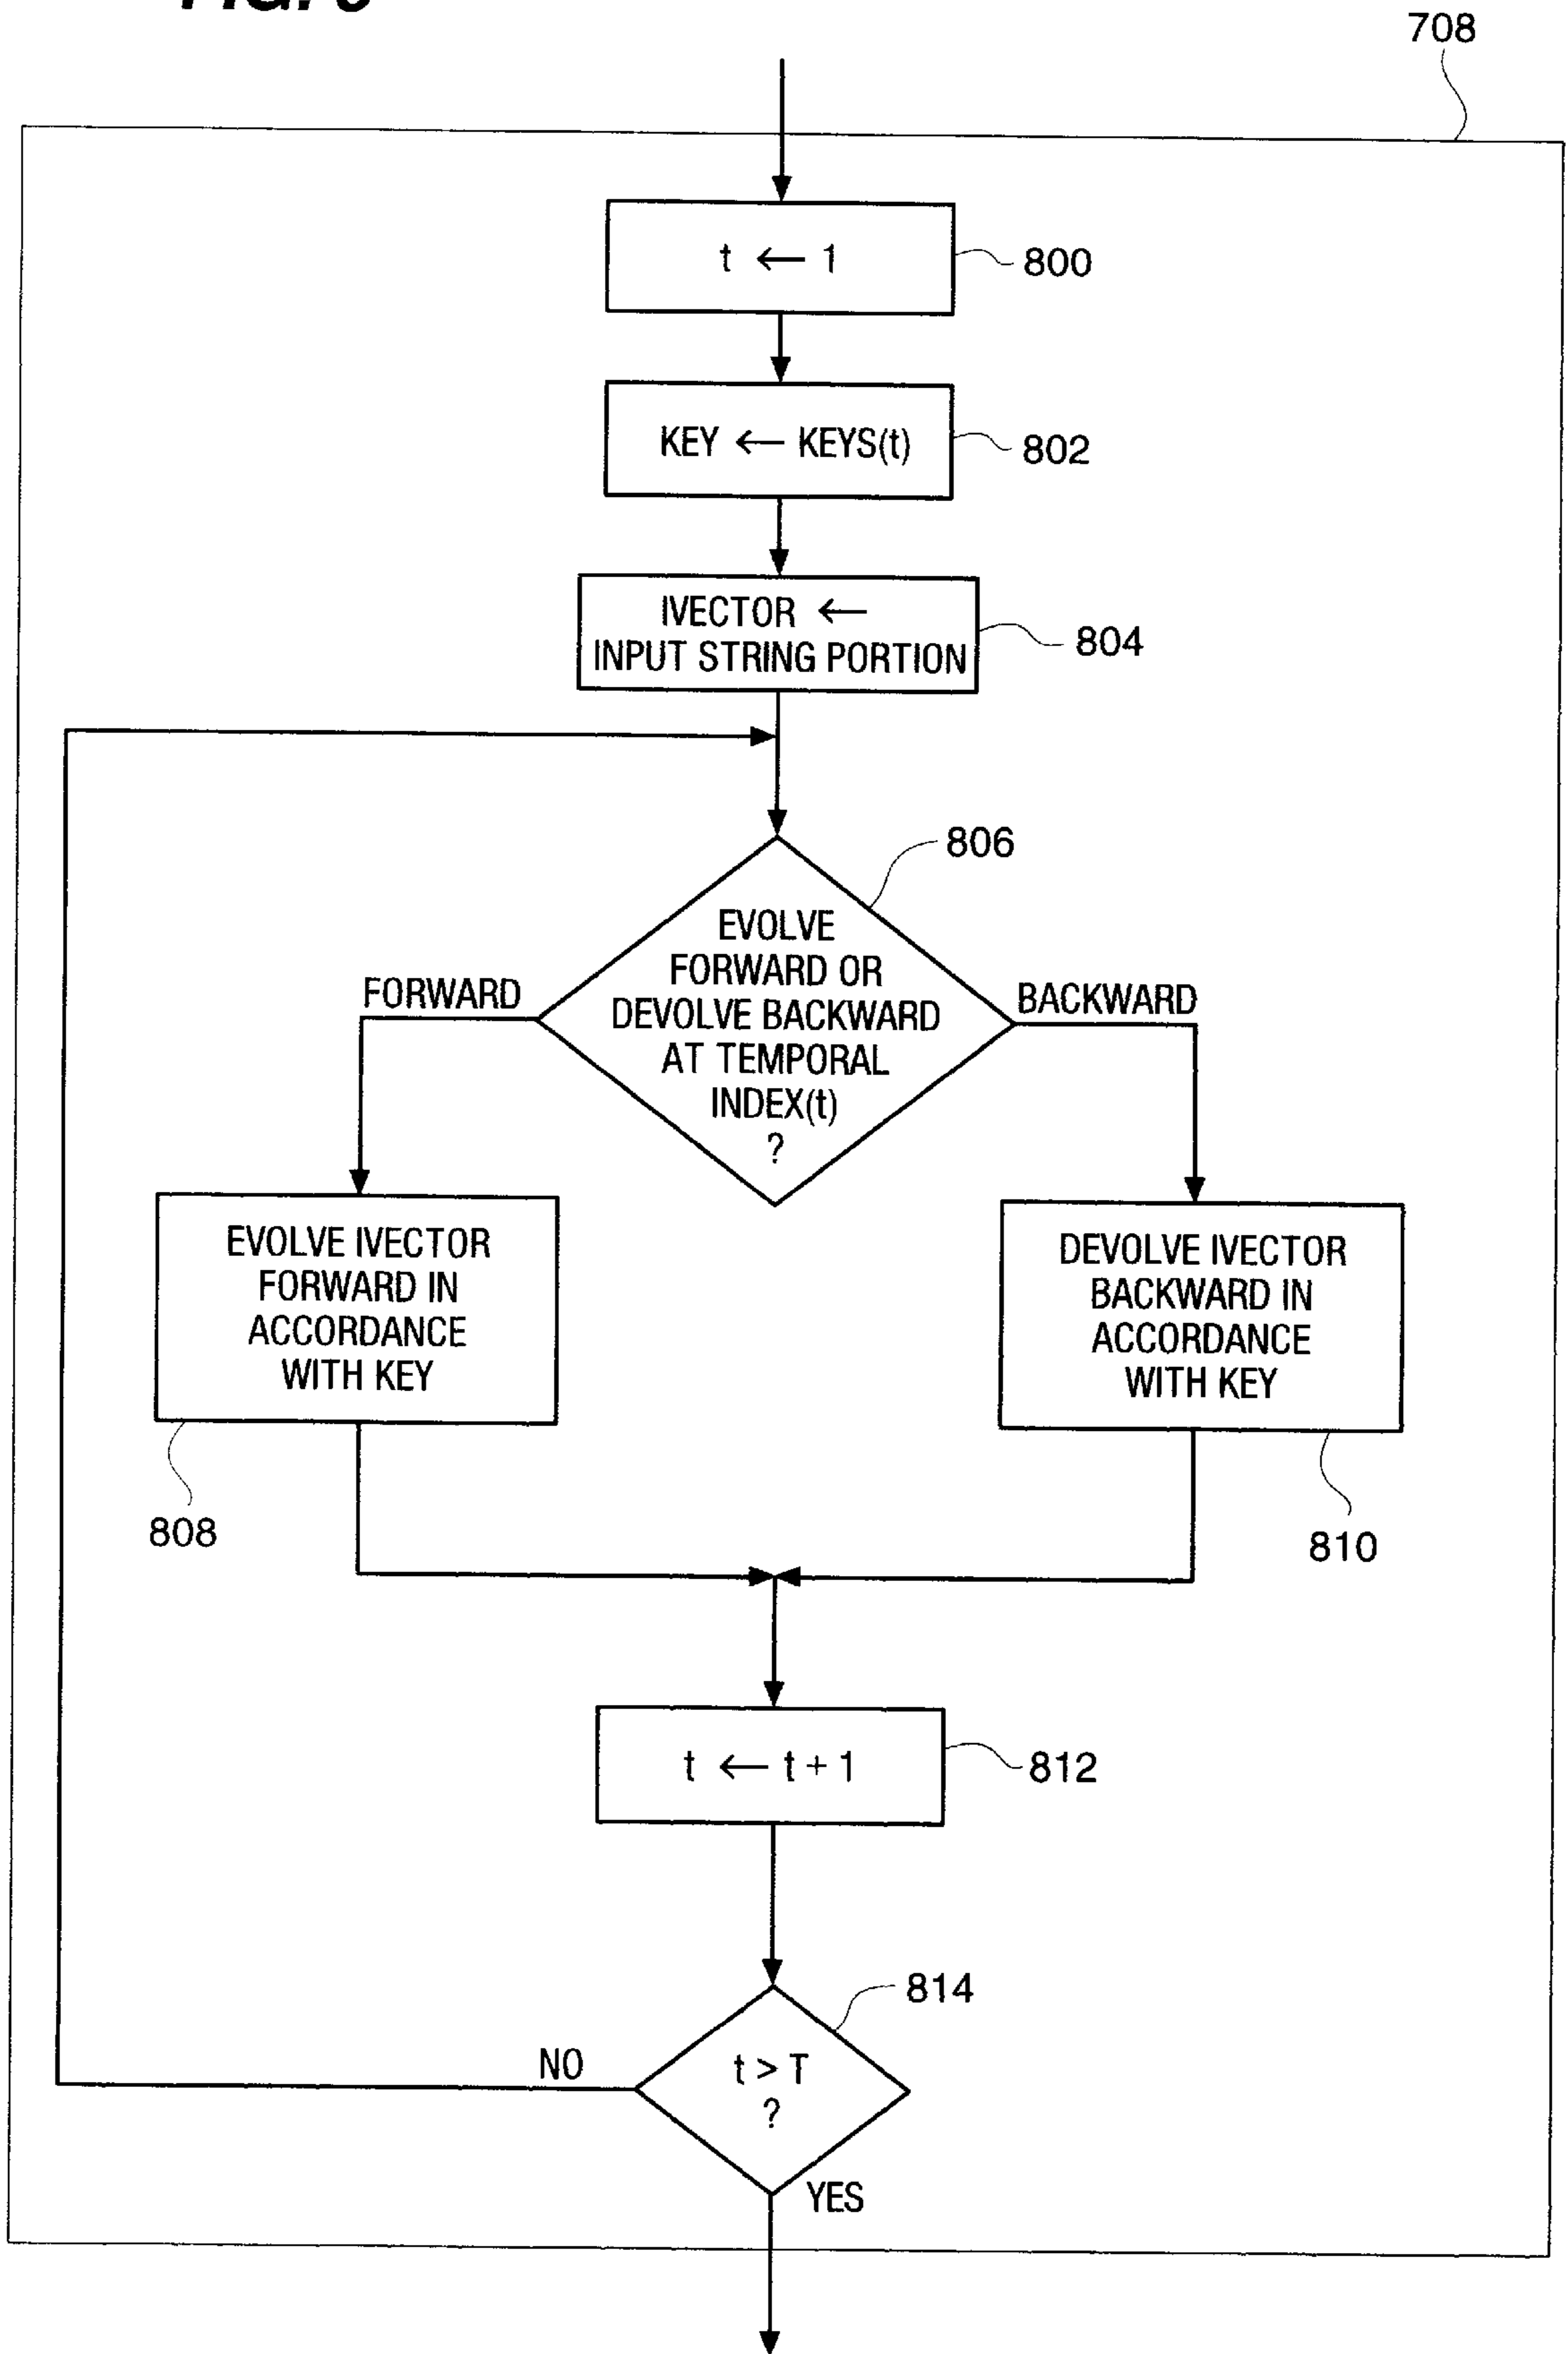 708
t ← 1
800
KEY ← KEYS(t)
802
IVECTOR ←
INPUT STRING PORTION
804
806
EVOLVE
FORWARD OR
DEVOLVE BACKWARD
AT TEMPORAL
INDEX(t)
?
FORWARD
BACKWARD
EVOLVE IVECTOR
FORWARD IN
ACCORDANCE
WITH KEY
DEVOLVE IVECTOR
BACKWARD IN
ACCORDANCE
WITH KEY
808
810
t ← t + 1
812
814
t > T
?
NO
YES